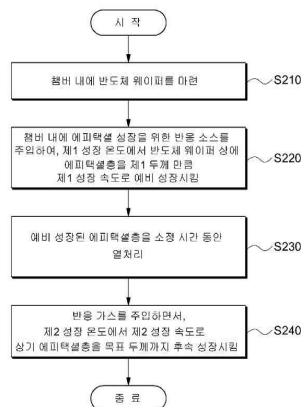 시 작
챔버 내에 반도체 웨이퍼를 마련
S210
챔버 내에 에피택셜 성장을 위한 반응 소스를
주입하여, 제1 성장 온도에서 반도체 웨이퍼 상에
에피택셜층을 제1 두께 만큼
제1 성장 속도로 예비 성장시킴
S220
예비 성장된 에피택셜층을 소정 시간 동안
열처리
S230
반응 가스를 주입하면서,
제2 성장 온도에서 제2 성장 속도로
상기 에피택셜층을 목표 두께까지 후속 성장시킴
S240
종 료